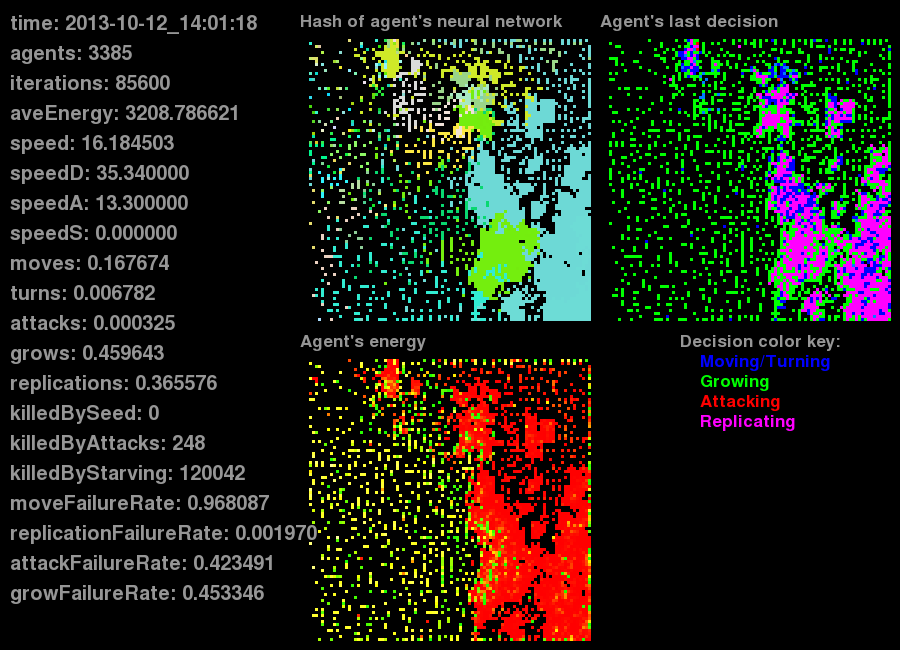 time: 2013-10-12_14:01:18
agents: 3385
iterations: 85600
aveEnergy: 3208.786621
speed: 16.184503
speedD: 35.340000
speedA: 13.300000
speedS: 0.000000
moves: 0.167674
turns: 0.006782
attacks: 0.000325
grows: 0.459643
replications: 0.365576
killedBySeed: 0
killedByAttacks: 248
killedByStarving: 120042
moveFailureRate: 0.968087
replicationFailureRate: 0.001970
attackFailureRate: 0.423491
growFailureRate: 0.453346
Hash of agent's neural network
Agent's last decision
Agent's energy
Decision color key:
Moving/Turning
Growing
Attacking
Replicating